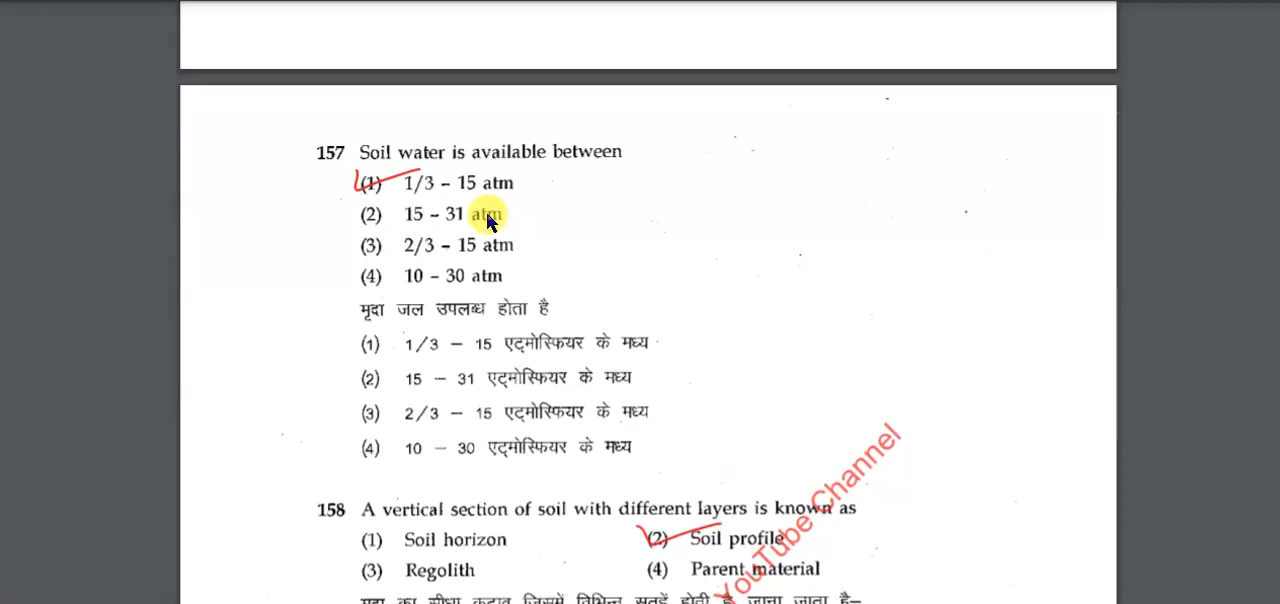 157 Soil water is available between
(1) 1/3 – 15 atm
(2) 15 – 31 atm
(3) 2/3 – 15 atm
(4) 10 – 30 atm
मृदा जल उपलब्ध होता है
(1) 1/3 – 15 एट्मोस्फियर के मध्य
(2) 15 – 31 एट्मोस्फियर के मध्य
(3) 2/3 – 15 एट्मोस्फियर के मध्य
(4) 10 – 30 एट्मोस्फियर के मध्य
158 A vertical section of soil with different layers is known as
(1) Soil horizon (2) Soil profile
(3) Regolith (4) Parent material
मृदा का सीधा कटाव जिसमें विभिन्न सतहें होती है जाना जाता है–
YouTube Channel